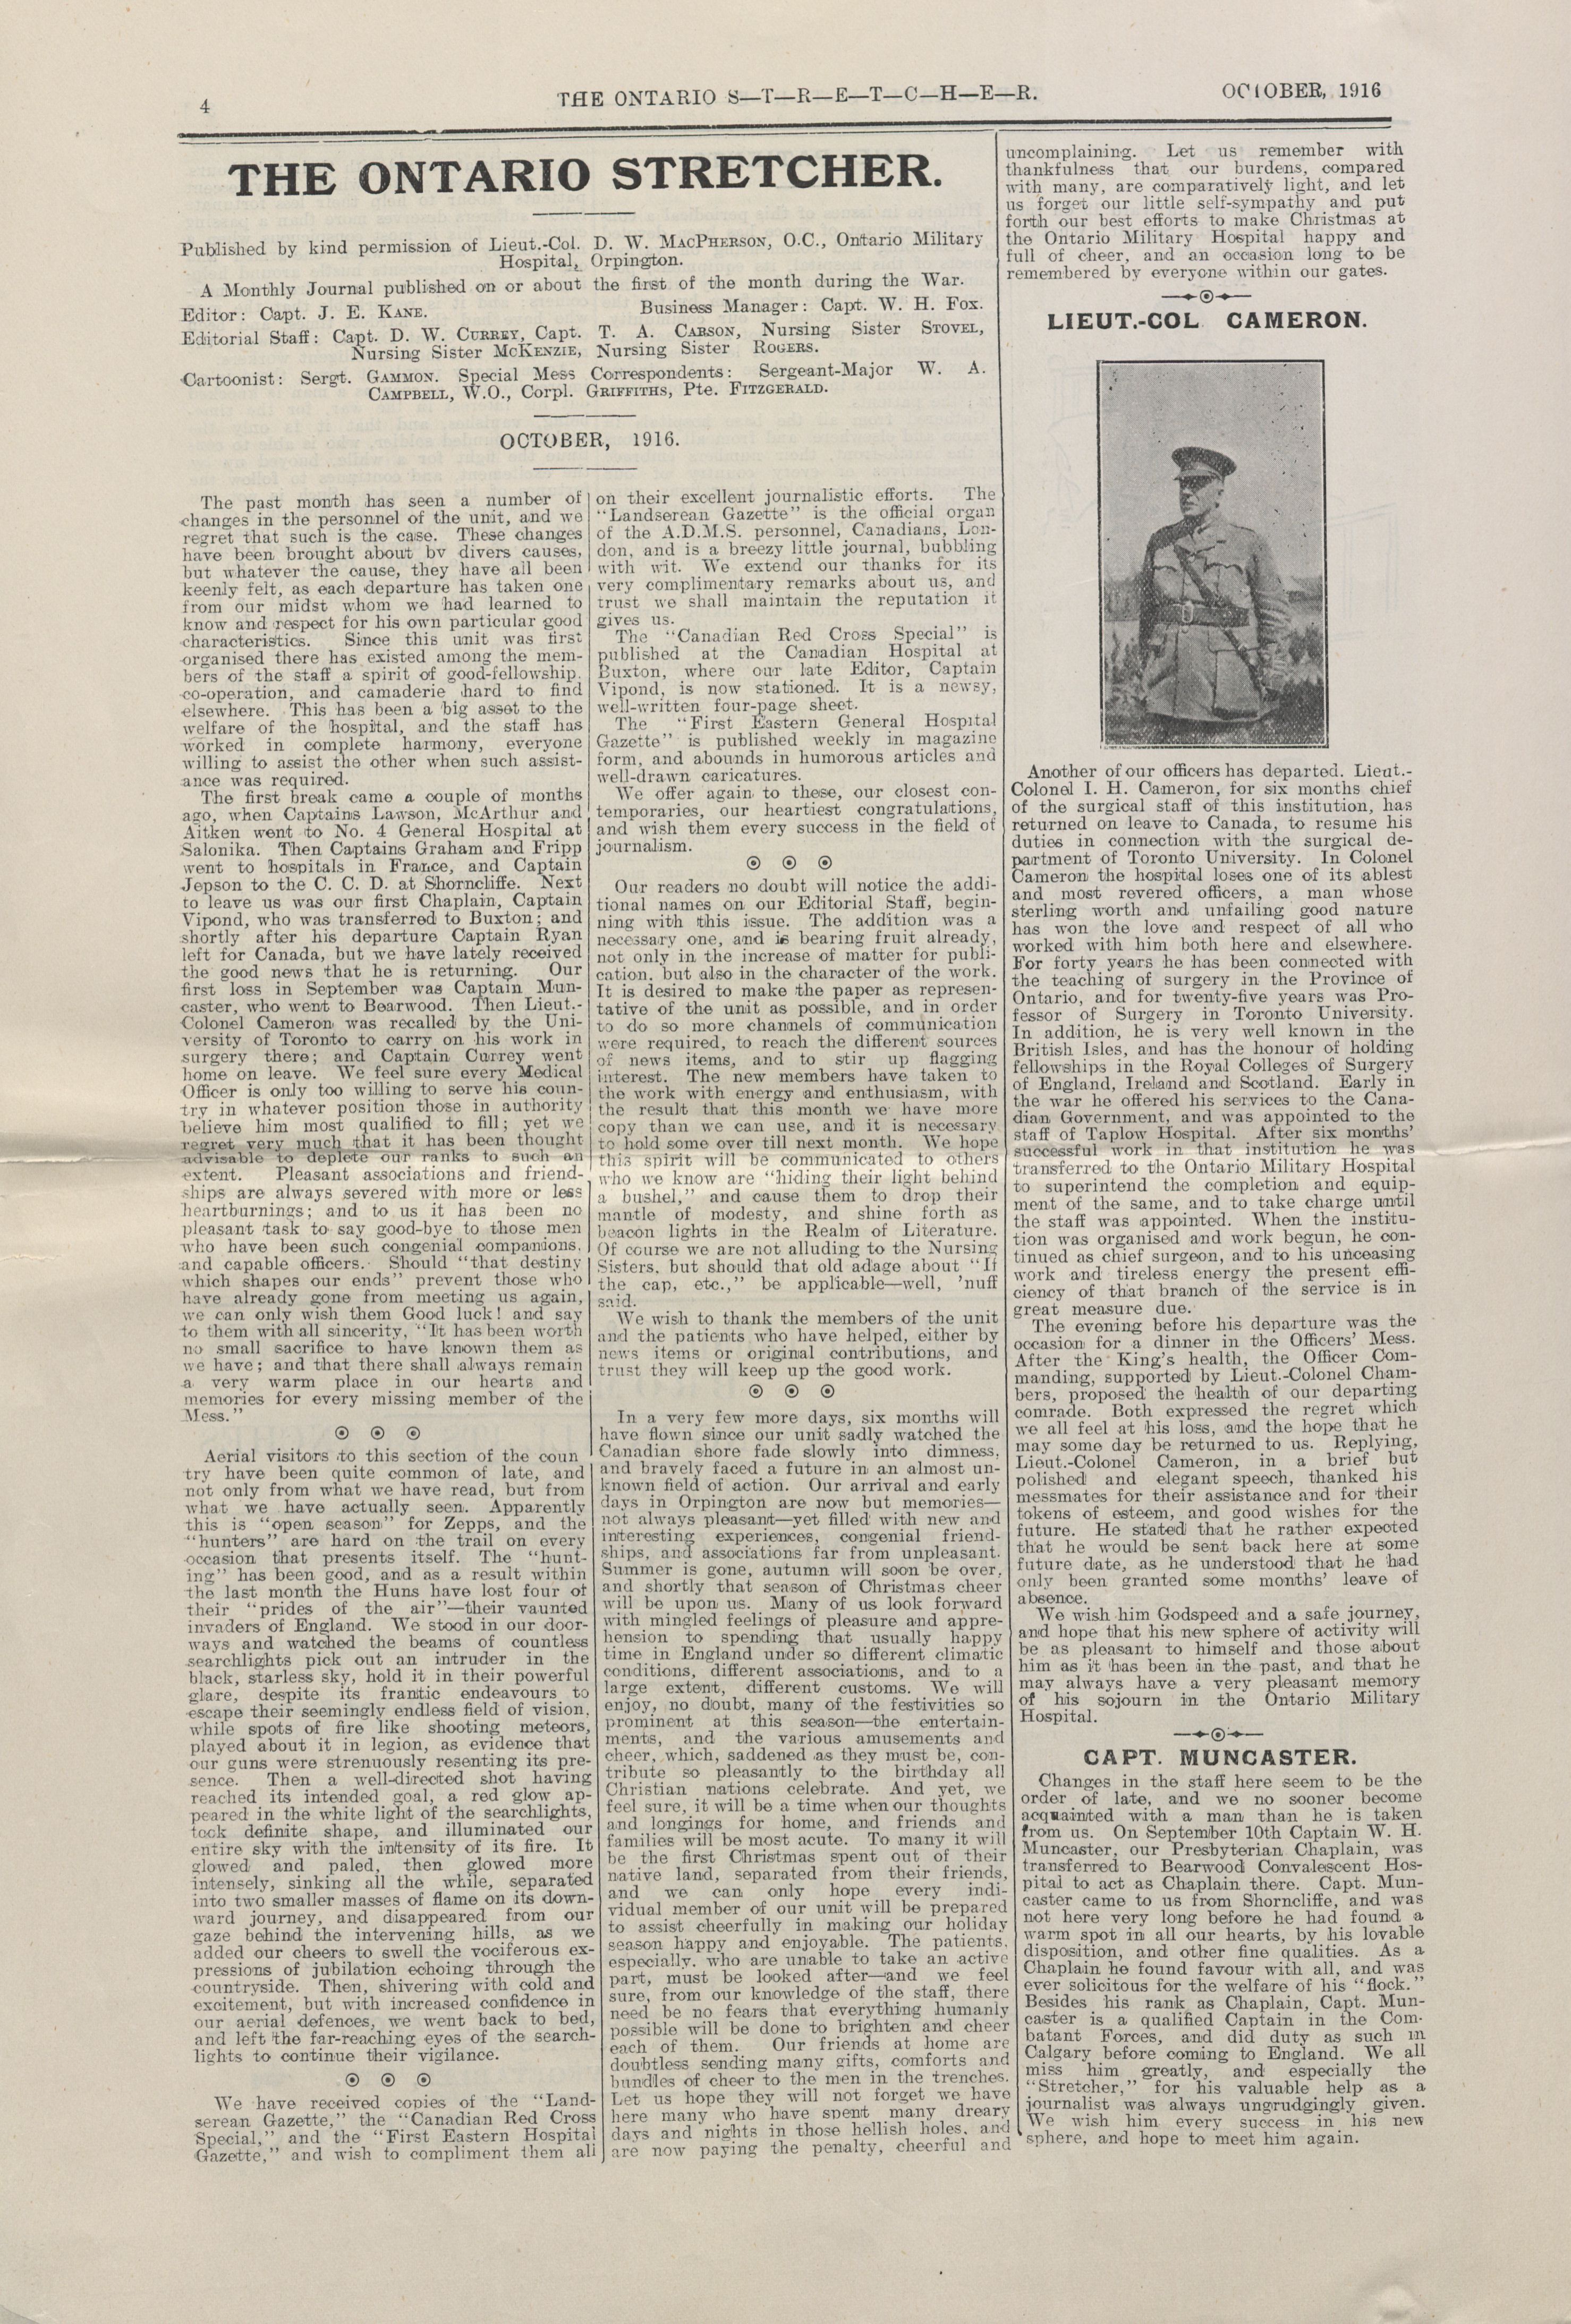 4
THE ONTARIO S—T—R—E—T—C—H—E—R.
OCTOBER, 1916
THE ONTARIO STRETCHER.
Published by kind permission of Lieut.-Col. D. W. MACPHERSON, O.C., Ontario Military
Hospital, Orpington.
A Monthly Journal published on or about the first of the month during the War.
Editor: Capt. J. E. KANE. Business Manager: Capt. W. H. FOX.
Editorial Staff: Capt. D. W. CURREY, Capt. T. A. CARSON, Nursing Sister STOVEL,
Nursing Sister MCKENZIE, Nursing Sister ROGERS.
Cartoonist: Sergt. GAMMON. Special Mess Correspondents: Sergeant-Major W. A.
CAMPBELL, W.O., Corpl. GRIFFITHS, Pte. FITZGERALD.
OCTOBER, 1916.
The past month has seen a number of
changes in the personnel of the unit, and we
regret that such is the case. These changes
have been brought about bv divers causes,
but whatever the cause, they have all been
keenly felt, as each departure has taken one
from our midst whom we had learned to
know and respect for his own particular good
characteristics. Since this unit was first
organised there has existed among the mem-
bers of the staff a spirit of good-fellowship,
co-operation, and camaderie hard to find
elsewhere. This has been a big asset to the
welfare of the hospital, and the staff has
worked in complete harmony, everyone
willing to assist the other when such assist-
ance was required.
The first break came a couple of months
ago, when Captains Lawson, McArthur and
Aitken went to No. 4 General Hospital at
Salonika. Then Captains Graham and Fripp
went to hospitals in France, and Captain
Jepson to the C. C. D. at Shorncliffe. Next
to leave us was our first Chaplain, Captain
Vipond, who was transferred to Buxton; and
shortly after his departure Captain Ryan
left for Canada, but we have lately received
the good news that he is returning. Our
first loss in September was Captain Mun-
caster, who went to Bearwood. Then Lieut.-
Colonel Cameron was recalled by the Uni-
versity of Toronto to carry on his work in
surgery there; and Captain Currey went
home on leave. We feel sure every Medical
Officer is only too willing to serve his coun-
try in whatever position those in authority
believe him most qualified to fill; yet we
regret very much that it has been thought
advisable to deplete our ranks to such an
extent. Pleasant associations and friend-
ships are always severed with more or less
heartburnings; and to us it has been no
pleasant task to say good-bye to those men
who have been such congenial companions,
and capable officers. Should "that destiny
which shapes our ends" prevent those who
have already gone from meeting us again,
we can only wish them Good luck! and say
to them with all sincerity, "It has been worth
no small sacrifice to have known them as
we have; and that there shall always remain
a very warm place in our hearts and
memories for every missing member of the
Mess."
Aerial visitors to this section of the coun
try have been quite common of late, and
not only from what we have read, but from
what we have actually seen. Apparently
this is "open season" for Zepps, and the
"hunters" are hard on the trail on every
occasion that presents itself. The "hunt-
ing" has been good, and as a result within
the last month the Huns have lost four of
their "prides of the air"—their vaunted
invaders of England. We stood in our door-
ways and watched the beams of countless
searchlights pick out an intruder in the
black, starless sky, hold it in their powerful
glare, despite its frantic endeavours to
escape their seemingly endless field of vision,
while spots of fire like shooting meteors,
played about it in legion, as evidence that
our guns were strenuously resenting its pre-
sence. Then a well-directed shot having
reached its intended goal, a red glow ap-
peared in the white light of the searchlights,
took definite shape, and illuminated our
entire sky with the intensity of its fire. It
glowed and paled, then glowed more
intensely, sinking all the while, separated
into two smaller masses of flame on its down-
ward journey, and disappeared from our
gaze behind the intervening hills, as we
added our cheers to swell the vociferous ex-
pressions of jubilation echoing through the
countryside. Then, shivering with cold and
excitement, but with increased confidence in
our aerial defences, we went back to bed,
and left the far-reaching eyes of the search-
lights to continue their vigilance.
We have received copies of the "Land-
serean Gazette," the "Canadian Red Cross
Special," and the "First Eastern Hospital
Gazette," and wish to compliment them all
on their excellent journalistic efforts. The
"Landserean Gazette" is the official organ
of the A.D.M.S. personnel, Canadians, Lon-
don, and is a breezy little journal, bubbling
with wit. We extend our thanks for its
very complimentary remarks about us, and
trust we shall maintain the reputation it
gives us.
The "Canadian Red Cross Special" is
published at the Canadian Hospital at
Buxton, where our late Editor, Captain
Vipond, is now stationed. It is a newsy,
well-written four-page sheet.
The "First Eastern General Hospital
Gazette" is published weekly in magazine
form, and abounds in humorous articles and
well-drawn caricatures.
We offer again to these, our closest con-
temporaries, our heartiest congratulations,
and wish them every success in the field of
journalism.
Our readers no doubt will notice the addi-
tional names on our Editorial Staff, begin-
ning with this issue. The addition was a
necessary one, and is bearing fruit already,
not only in the increase of matter for publi-
cation, but also in the character of the work.
It is desired to make the paper as represen-
tative of the unit as possible, and in order
to do so more channels of communication
were required, to reach the different sources
of news items, and to stir up flagging
interest. The new members have taken to
the work with energy and enthusiasm, with
the result that this month we have more
copy than we can use, and it is necessary
to hold some over till next month. We hope
this spirit will be communicated to others
who we know are "hiding their light behind
a bushel," and cause them to drop their
mantle of modesty, and shine forth as
beacon lights in the Realm of Literature.
Of course we are not alluding to the Nursing
Sisters, but should that old adage about "If
the cap, etc.," be applicable—well, 'nuff
said.
We wish to thank the members of the unit
and the patients who have helped, either by
news items or original contributions, and
trust they will keep up the good work.
In a very few more days, six months will
have flown since our unit sadly watched the
Canadian shore fade slowly into dimness,
and bravely faced a future in an almost un-
known field of action. Our arrival and early
days in Orpington are now but memories—
not always pleasant—yet filled with new and
interesting experiences, congenial friend-
ships, and associations far from unpleasant.
Summer is gone, autumn will soon be over,
and shortly that season of Christmas cheer
will be upon us. Many of us look forward
with mingled feelings of pleasure and appre-
hension to spending that usually happy
time in England under so different climatic
conditions, different associations, and to a
large extent, different customs. We will
enjoy, no doubt, many of the festivities so
prominent at this season—the entertain-
ments, and the various amusements and
cheer, which, saddened as they must be, con-
tribute so pleasantly to the birthday all
Christian nations celebrate. And yet, we
feel sure, it will be a time when our thoughts
and longings for home, and friends and
families will be most acute. To many it will
be the first Christmas spent out of their
native land, separated from their friends,
and we can only hope every indi-
vidual member of our unit will be prepared
to assist cheerfully in making our holiday
season happy and enjoyable. The patients,
especially, who are unable to take an active
part, must be looked after—and we feel
sure, from our knowledge of the staff, there
need be no fears that everything humanly
possible will be done to brighten and cheer
each of them. Our friends at home are
doubtless sending many gifts, comforts and
bundles of cheer to the men in the trenches.
Let us hope they will not forget we have
here many who have spent many dreary
days and nights in those hellish holes, and
are now paying the penalty, cheerful and
uncomplaining. Let us remember with
thankfulness that our burdens, compared
with many, are comparatively light, and let
us forget our little self-sympathy and put
forth our best efforts to make Christmas at
the Ontario Military Hospital happy and
full of cheer, and an occasion long to be
remembered by everyone within our gates.
LIEUT.-COL CAMERON.
Another of our officers has departed. Lieut.-
Colonel I. H. Cameron, for six months chief
of the surgical staff of this institution, has
returned on leave to Canada, to resume his
duties in connection with the surgical de-
partment of Toronto University. In Colonel
Cameron the hospital loses one of its ablest
and most revered officers, a man whose
sterling worth and unfailing good nature
has won the love and respect of all who
worked with him both here and elsewhere.
For forty years he has been connected with
the teaching of surgery in the Province of
Ontario, and for twenty-five years was Pro-
fessor of Surgery in Toronto University.
In addition, he is very well known in the
British Isles, and has the honour of holding
fellowships in the Royal Colleges of Surgery
of England, Ireland and Scotland. Early in
the war he offered his services to the Cana-
dian Government, and was appointed to the
staff of Taplow Hospital. After six months'
successful work in that institution he was
transferred to the Ontario Military Hospital
to superintend the completion and equip-
ment of the same, and to take charge until
the staff was appointed. When the institu-
tion was organised and work begun, he con-
tinued as chief surgeon, and to his unceasing
work and tireless energy the present effi-
ciency of that branch of the service is in
great measure due.
The evening before his departure was the
occasion for a dinner in the Officers' Mess.
After the King's health, the Officer Com-
manding, supported by Lieut.-Colonel Cham-
bers, proposed the health of our departing
comrade. Both expressed the regret which
we all feel at his loss, and the hope that he
may some day be returned to us. Replying,
Lieut.-Colonel Cameron, in a brief but
polished and elegant speech, thanked his
messmates for their assistance and for their
tokens of esteem, and good wishes for the
future. He stated that he rather expected
that he would be sent back here at some
future date, as he understood that he had
only been granted some months' leave of
absence.
We wish him Godspeed and a safe journey,
and hope that his new sphere of activity will
be as pleasant to himself and those about
him as it has been in the past, and that he
may always have a very pleasant memory
of his sojourn in the Ontario Military
Hospital.
CAPT. MUNCASTER.
Changes in the staff here seem to be the
order of late, and we no sooner become
acquainted with a man than he is taken
from us. On September 10th Captain W. H.
Muncaster, our Presbyterian Chaplain, was
transferred to Bearwood Convalescent Hos-
pital to act as Chaplain there. Capt. Mun-
caster came to us from Shorncliffe, and was
not here very long before he had found a
warm spot in all our hearts, by his lovable
disposition, and other fine qualities. As a
Chaplain he found favour with all, and was
ever solicitous for the welfare of his "flock."
Besides his rank as Chaplain, Capt. Mun-
caster is a qualified Captain in the Com-
batant Forces, and did duty as such in
Calgary before coming to England. We all
miss him greatly, and especially the
"Stretcher," for his valuable help as a
journalist was always ungrudgingly given.
We wish him every success in his new
sphere, and hope to meet him again.